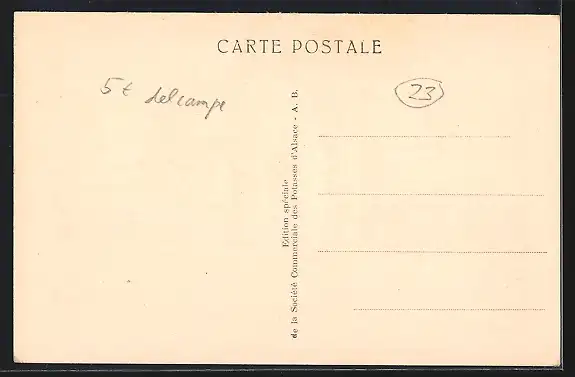 CARTE POSTALE
5 €
delcampe
23
Edition spéciale
de la Société Commerciale des Potasses d'Alsace - A. B.